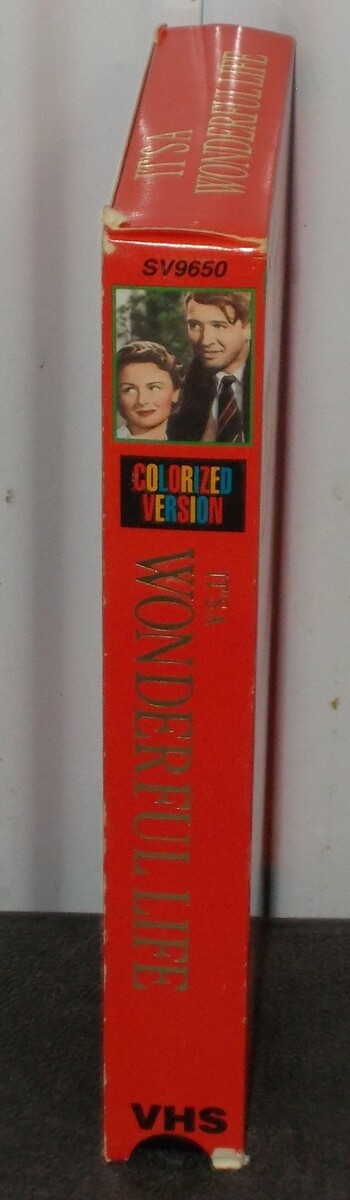 IT'S A
WONDERFUL LIFE
SV9650
COLORIZED
VERSION
IT'S A
WONDERFUL LIFE
VHS